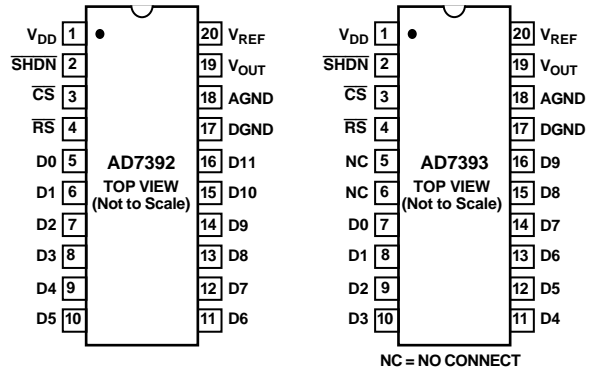 VDD 1 20 VREF
SHDN 2 19 VOUT
CS 3 18 AGND
RS 4 17 DGND
D0 5 AD7392 16 D11
D1 6 TOP VIEW 15 D10
(Not to Scale)
D2 7 14 D9
D3 8 13 D8
D4 9 12 D7
D5 10 11 D6
VDD 1 20 VREF
SHDN 2 19 VOUT
CS 3 18 AGND
RS 4 17 DGND
NC 5 AD7393 16 D9
NC 6 TOP VIEW 15 D8
(Not to Scale)
D0 7 14 D7
D1 8 13 D6
D2 9 12 D5
D3 10 11 D4
NC = NO CONNECT